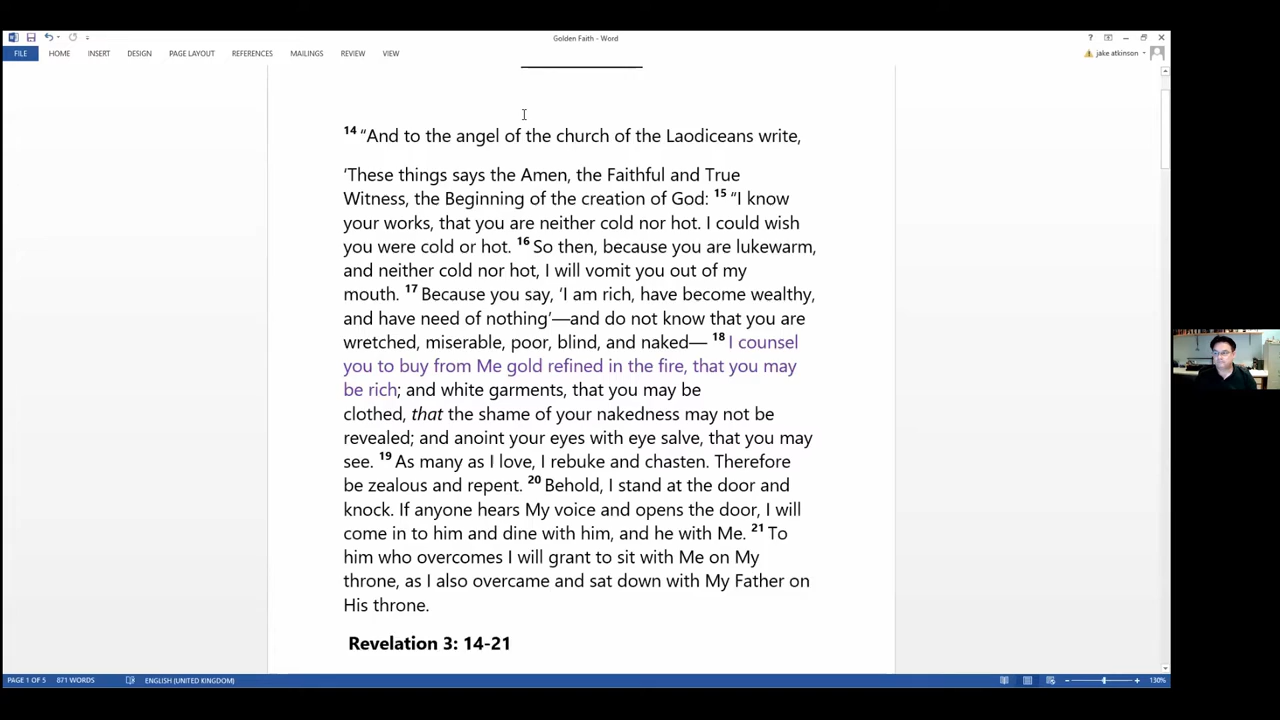 Golden Faith - Word
FILE HOME INSERT DESIGN PAGE LAYOUT REFERENCES MAILINGS REVIEW VIEW jake atkinson
14 “And to the angel of the church of the Laodiceans write,
‘These things says the Amen, the Faithful and True
Witness, the Beginning of the creation of God: 15 “I know
your works, that you are neither cold nor hot. I could wish
you were cold or hot. 16 So then, because you are lukewarm,
and neither cold nor hot, I will vomit you out of my
mouth. 17 Because you say, ‘I am rich, have become wealthy,
and have need of nothing’—and do not know that you are
wretched, miserable, poor, blind, and naked— 18 I counsel
you to buy from Me gold refined in the fire, that you may
be rich; and white garments, that you may be
clothed, that the shame of your nakedness may not be
revealed; and anoint your eyes with eye salve, that you may
see. 19 As many as I love, I rebuke and chasten. Therefore
be zealous and repent. 20 Behold, I stand at the door and
knock. If anyone hears My voice and opens the door, I will
come in to him and dine with him, and he with Me. 21 To
him who overcomes I will grant to sit with Me on My
throne, as I also overcame and sat down with My Father on
His throne.
Revelation 3: 14-21
PAGE 1 OF 5 871 WORDS ENGLISH (UNITED KINGDOM) 130%